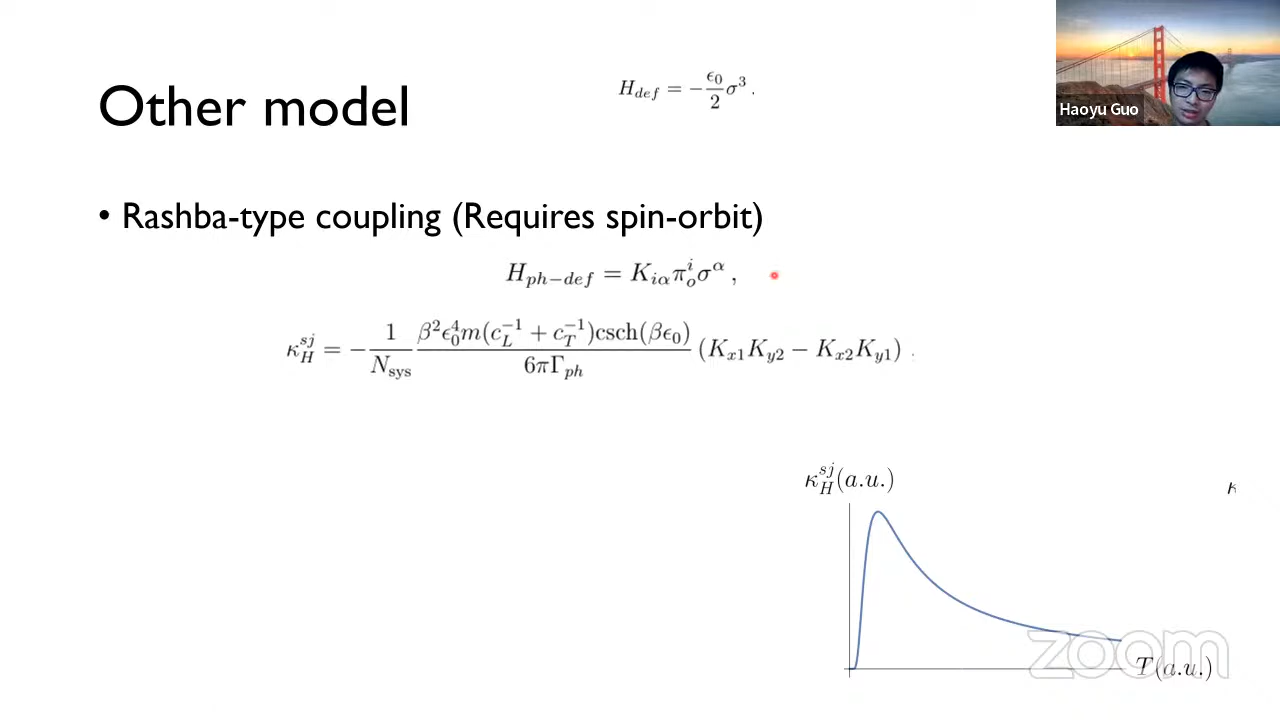 Other model
H_{def} = -\frac{\epsilon_0}{2}\sigma^3 .
Haoyu Guo
• Rashba-type coupling (Requires spin-orbit)
H_{ph-def} = K_{i\alpha}\pi_o^i\sigma^\alpha ,
\kappa_H^{sj} = -\frac{1}{N_{sys}}\frac{\beta^2\epsilon_0^4 m(c_L^{-1} + c_T^{-1})\text{csch}(\beta\epsilon_0)}{6\pi\Gamma_{ph}}(K_{x1}K_{y2} - K_{x2}K_{y1}) .
\kappa_H^{sj}(a.u.)
κ
zoom
T(a.u.)